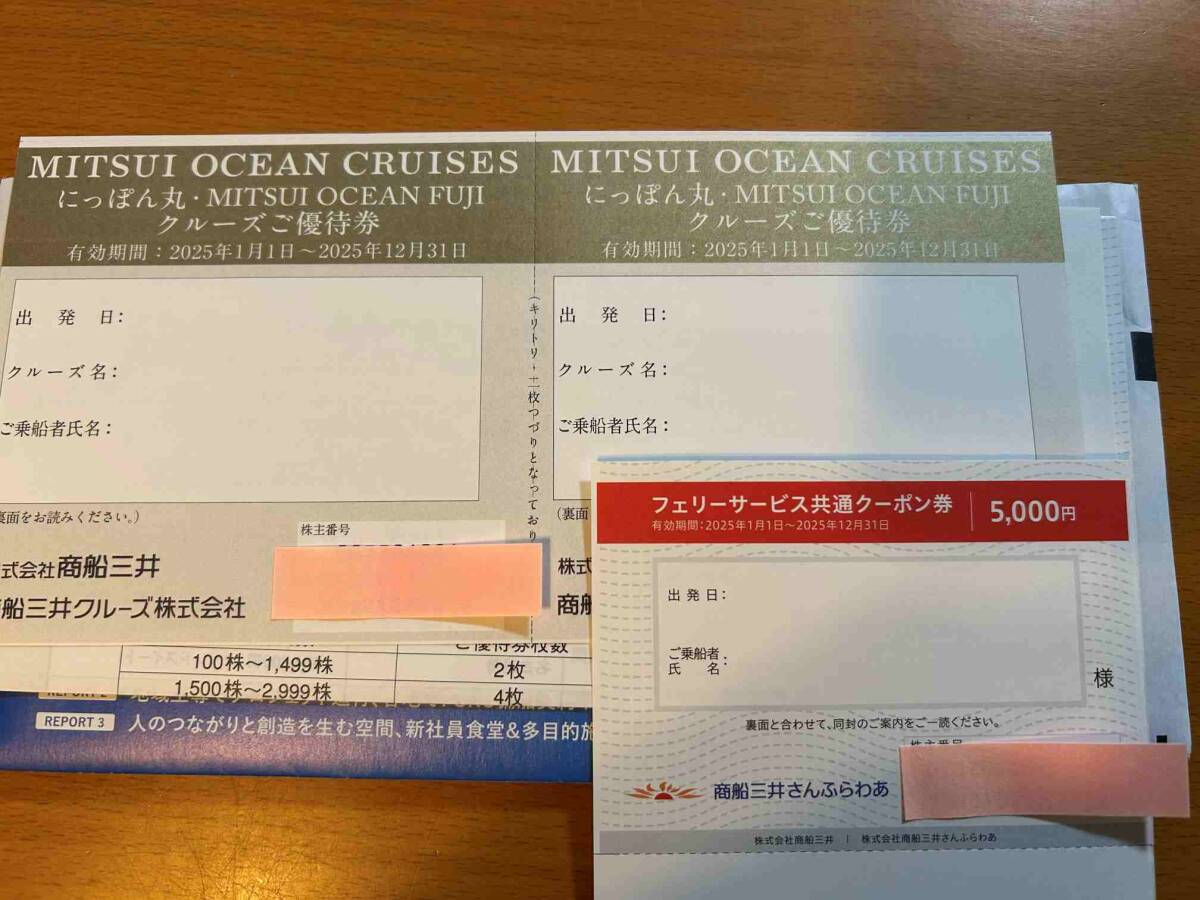 MITSUI OCEAN CRUISES
にっぽん丸・MITSUI OCEAN FUJI
クルーズご優待券
有効期間：2025年1月1日～2025年12月31日
出発日：
クルーズ名：
ご乗船者氏名：
裏面をお読みください。）
株主番号
式会社商船三井
船三井クルーズ株式会社
（キリトリ・二枚つづりとなっており
MITSUI OCEAN CRUISES
にっぽん丸・MITSUI OCEAN FUJI
クルーズご優待券
有効期間：2025年1月1日～2025年12月31日
出発日：
クルーズ名：
ご乗船者氏名：
（裏面
株式
商船
ご優待券枚数
100株～1,499株 2枚
1,500株～2,999株 4枚
REPORT 3 人のつながりと創造を生む空間、新社員食堂&多目的施
フェリーサービス共通クーポン券 5,000円
有効期間：2025年1月1日～2025年12月31日
出発日：
ご乗船者氏名：
様
裏面と合わせて、同封のご案内をご一読ください。
株主番号
商船三井さんふらわあ
株式会社商船三井 | 株式会社商船三井さんふらわあ